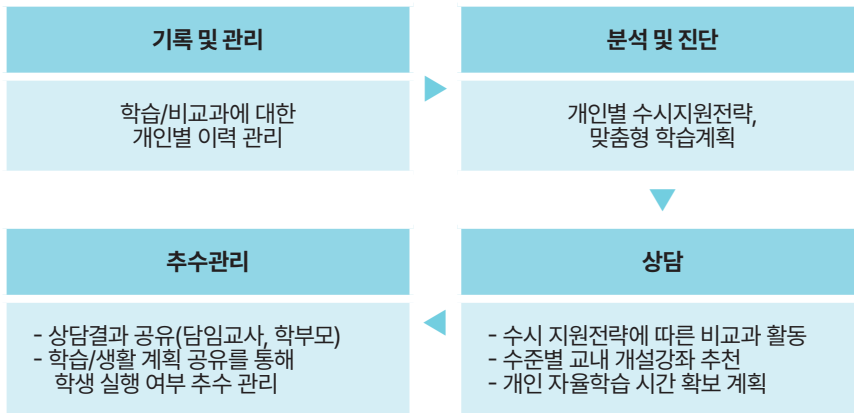 기록 및 관리
학습/비교과에 대한
개인별 이력 관리
분석 및 진단
개인별 수시지원전략,
맞춤형 학습계획
상담
- 수시 지원전략에 따른 비교과 활동
- 수준별 교내 개설강좌 추천
- 개인 자율학습 시간 확보 계획
추수관리
- 상담결과 공유(담임교사, 학부모)
- 학습/생활 계획 공유를 통해
학생 실행 여부 추수 관리